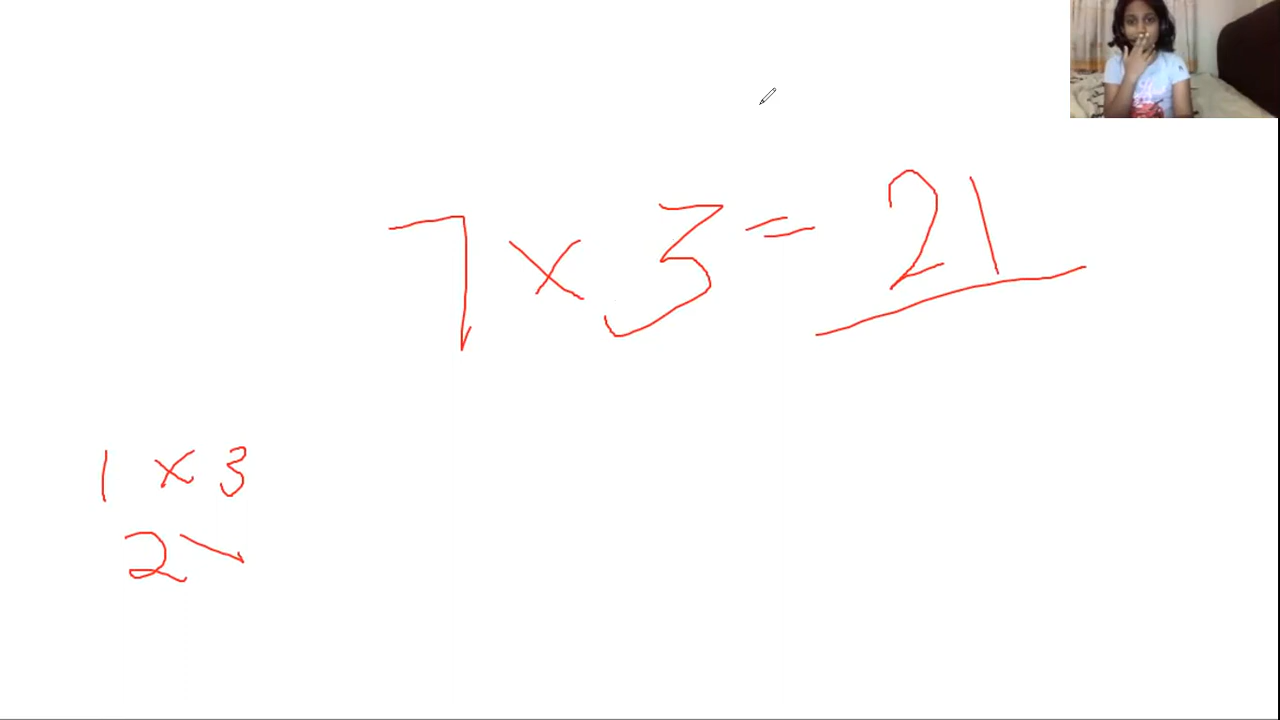 7 x 3 = 21
1 x 3
2